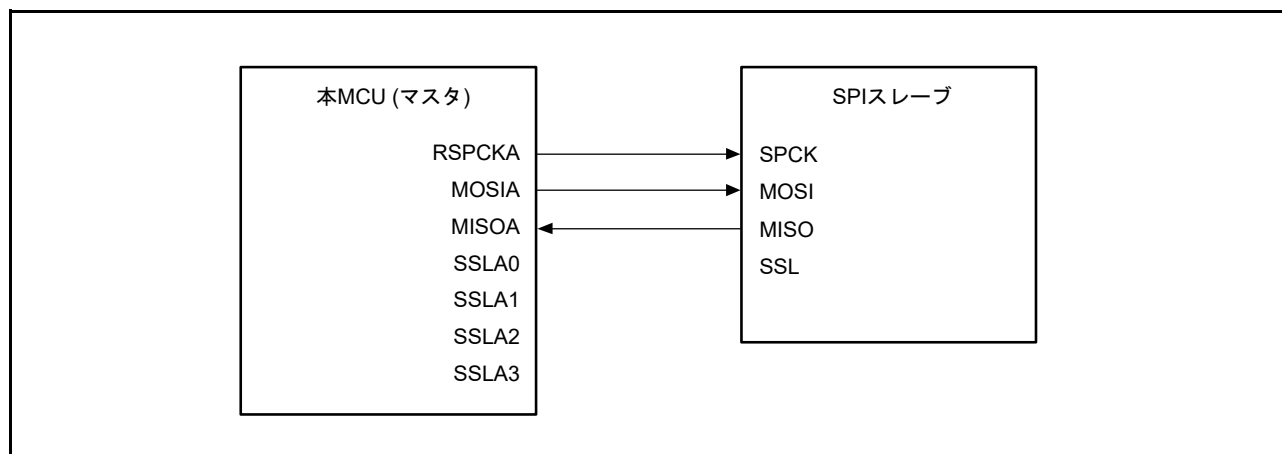 本MCU (マスタ)
RSPCKA
MOSIA
MISOA
SSLA0
SSLA1
SSLA2
SSLA3
SPIスレーブ
SPCK
MOSI
MISO
SSL